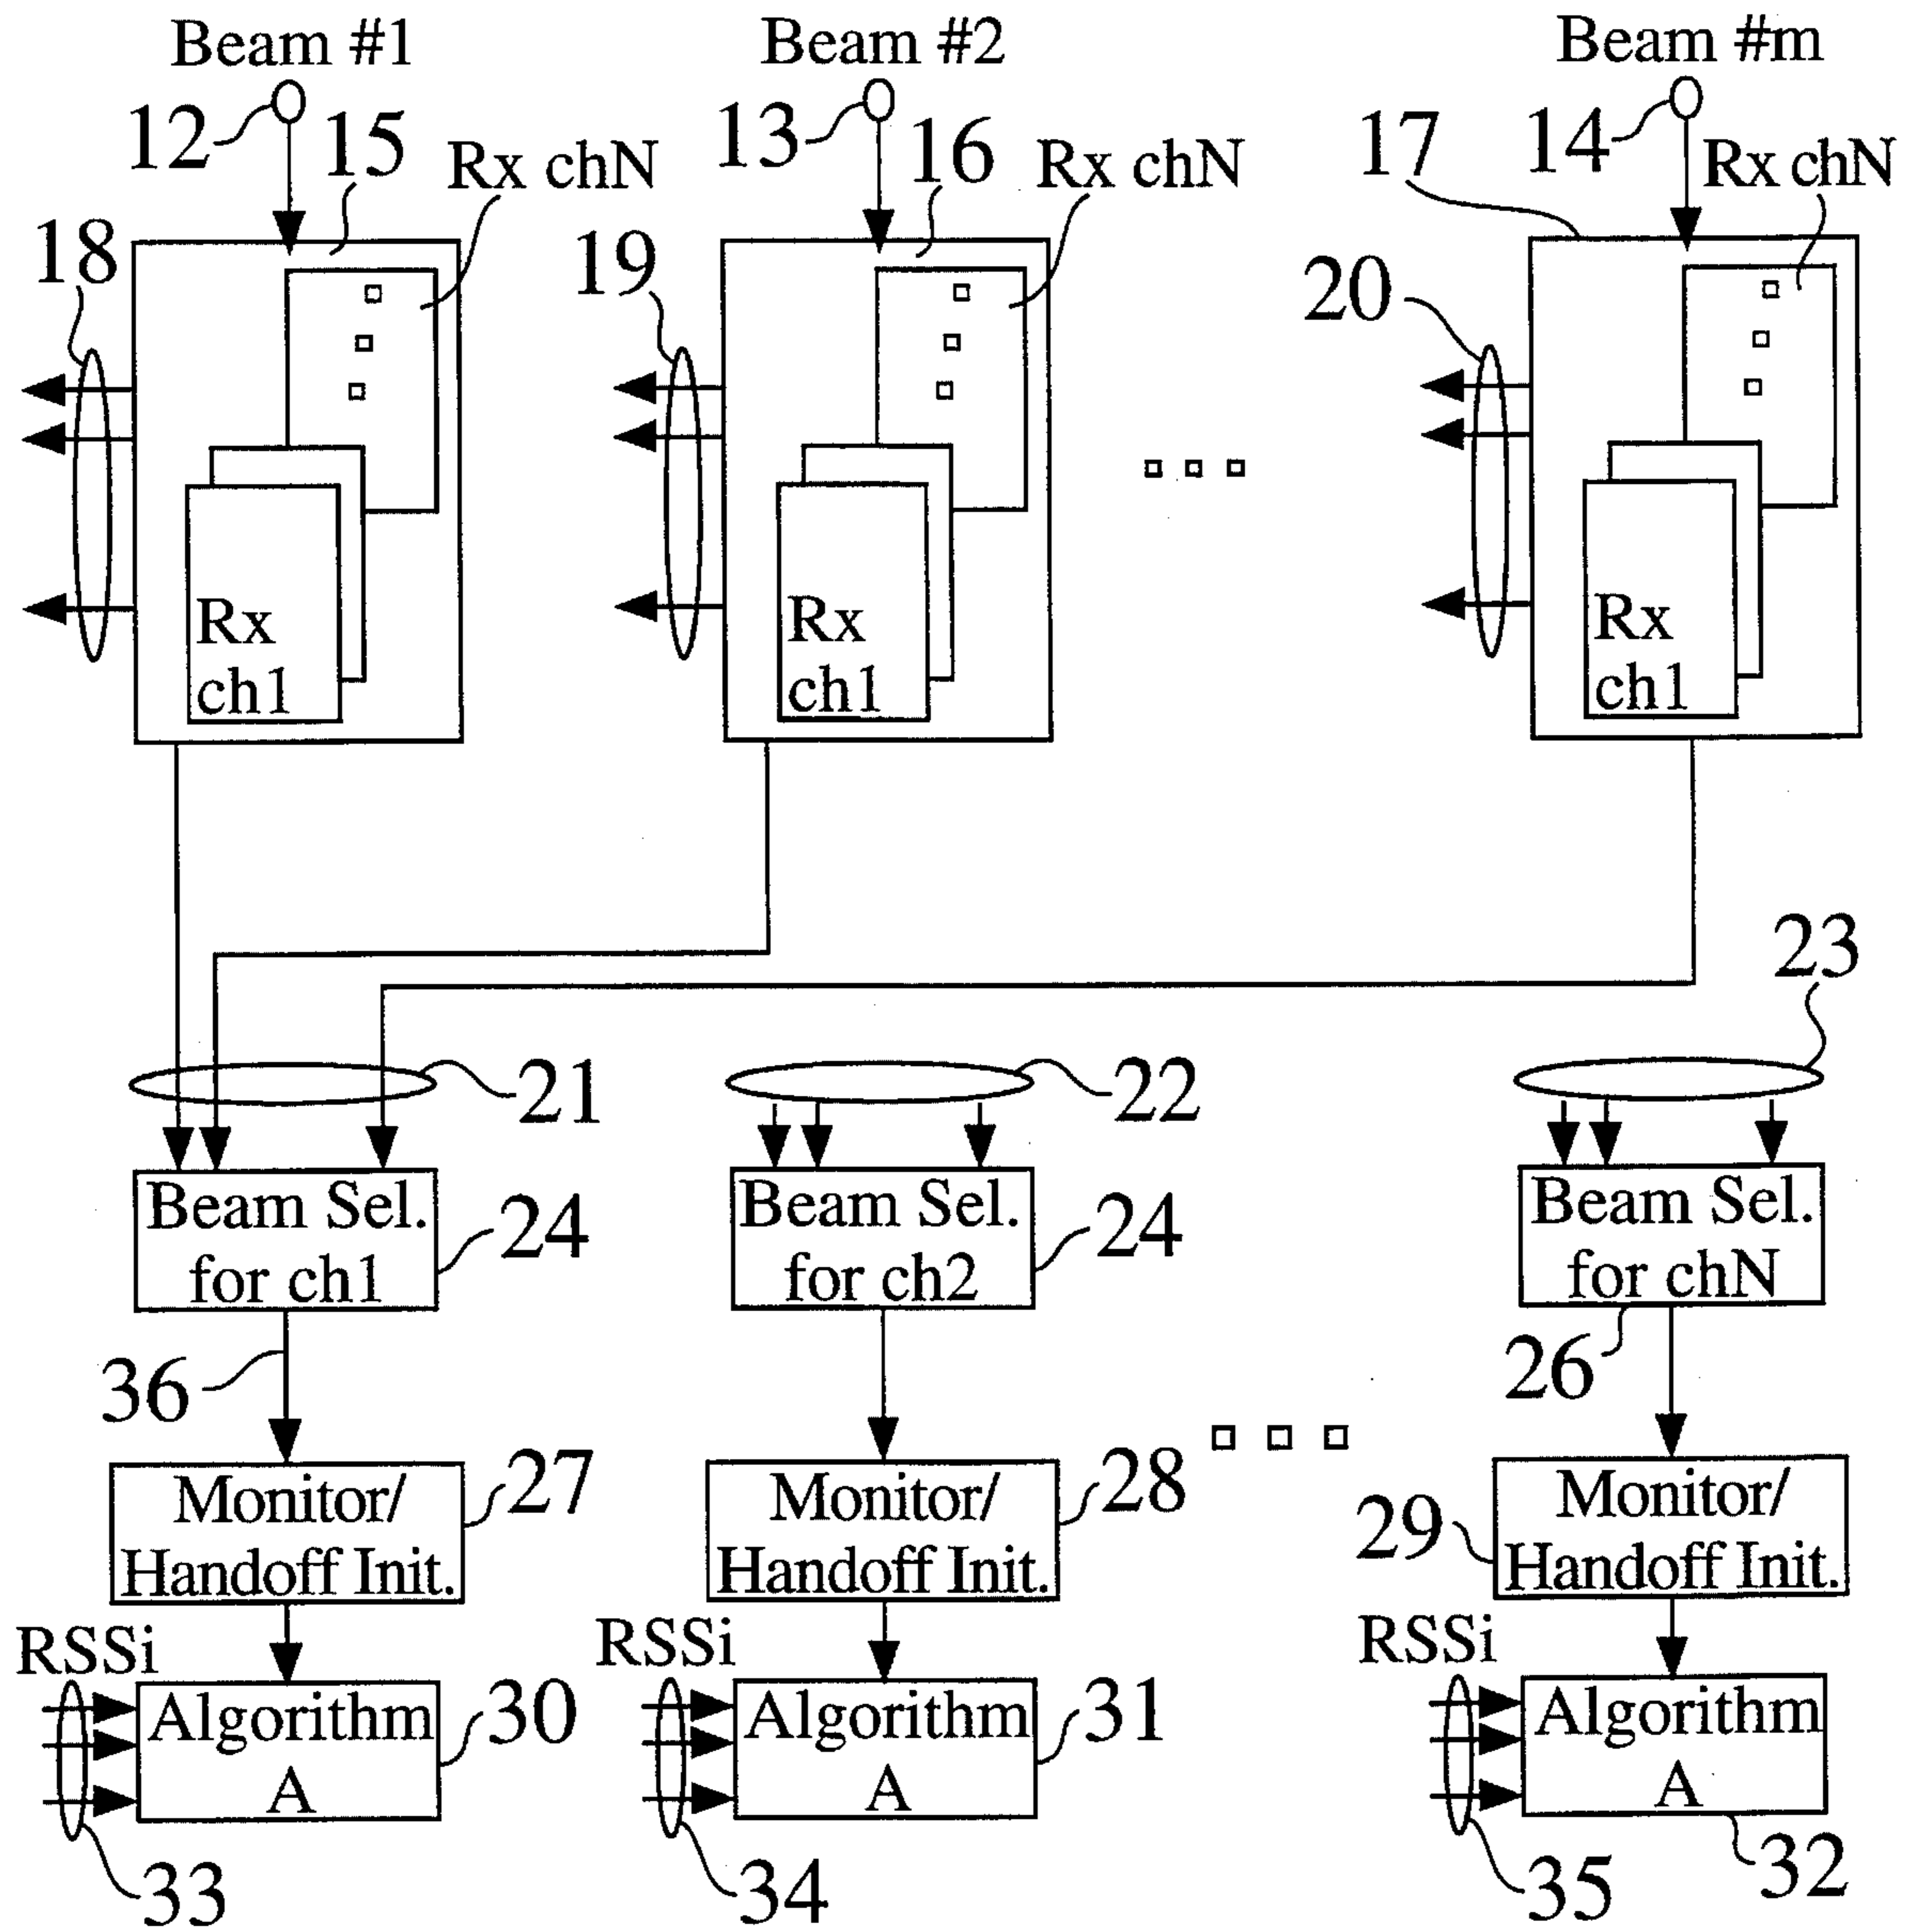 Beam #1
Beam #2
Beam #m
12
15
Rx chN
13
16
Rx chN
17
14
Rx chN
18
19
20
Rx
ch1
Rx
ch1
Rx
ch1
23
21
22
Beam Sel.
for ch1
24
Beam Sel.
for ch2
24
Beam Sel.
for chN
26
36
Monitor/
Handoff Init.
27
Monitor/
Handoff Init.
28
29
Monitor/
Handoff Init.
RSSi
Algorithm
A
30
RSSi
Algorithm
A
31
RSSi
Algorithm
A
32
33
34
35